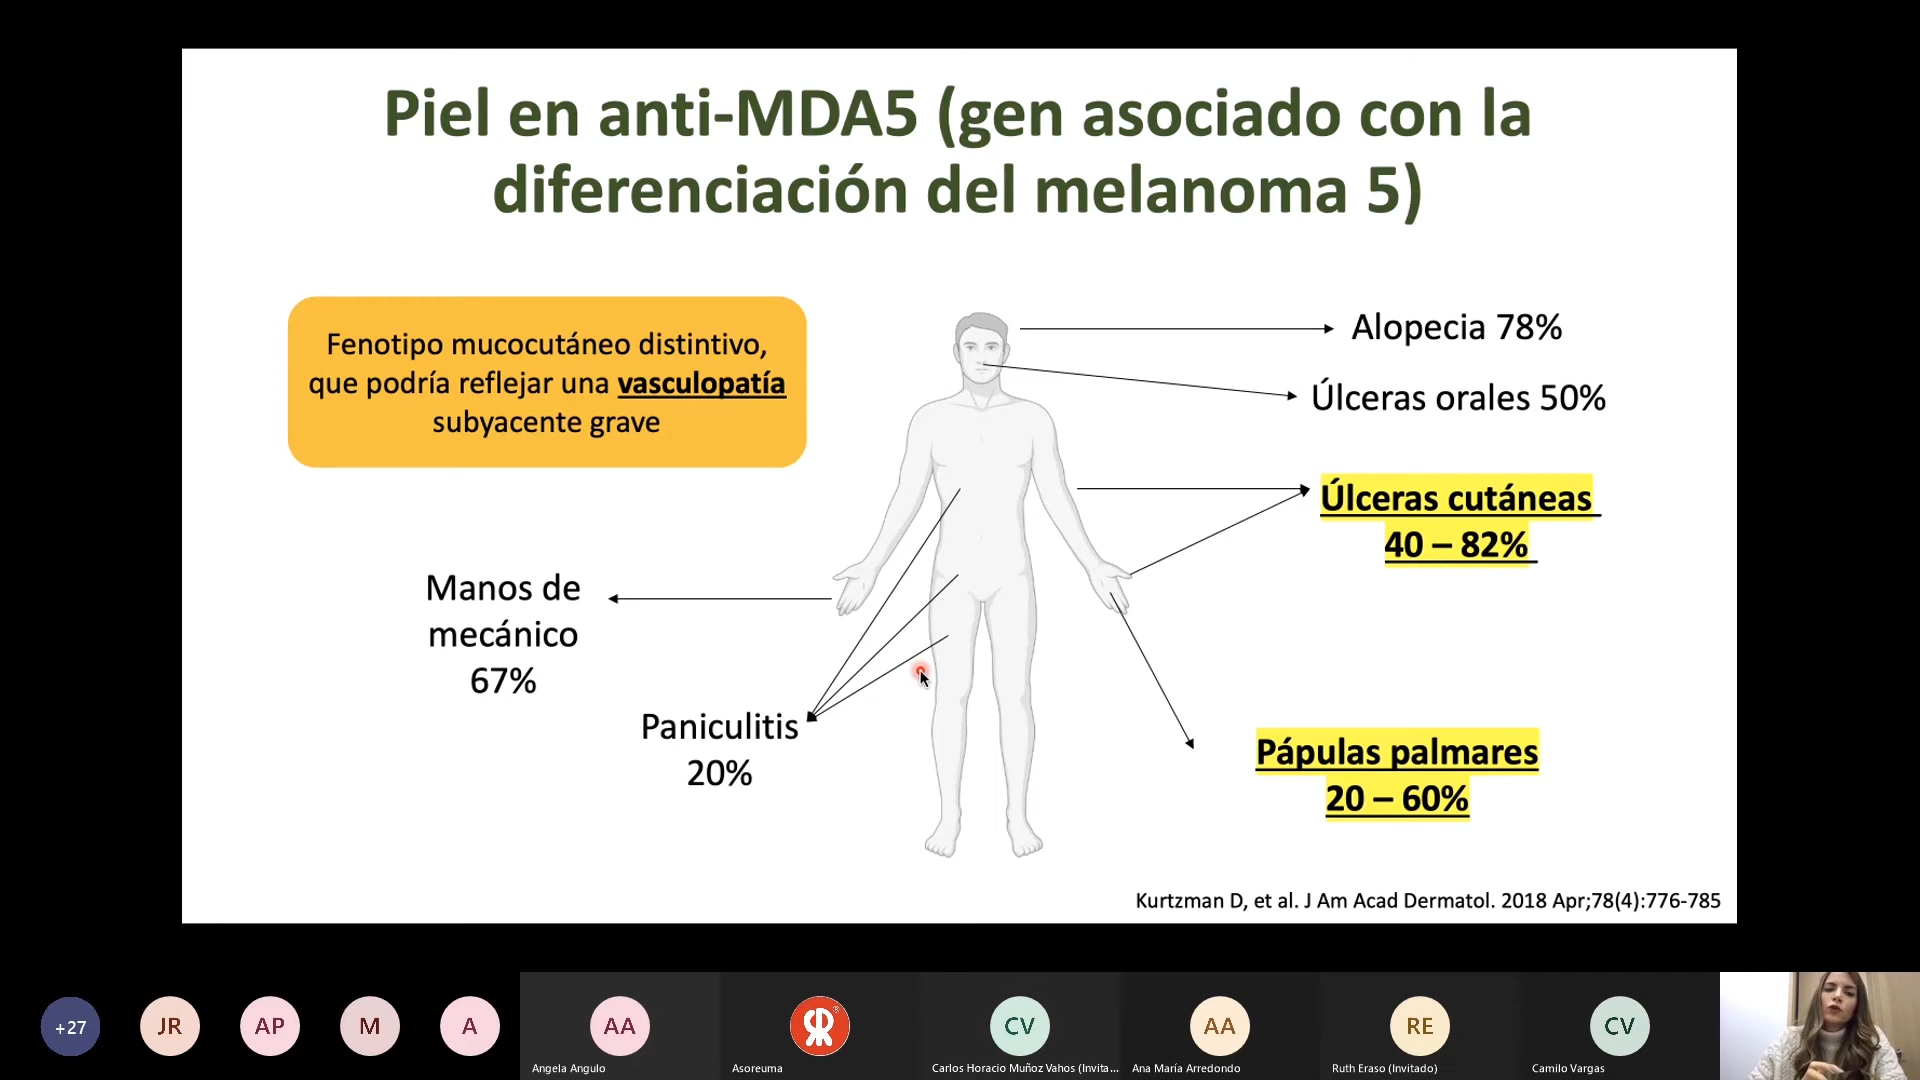 Piel en anti-MDA5 (gen asociado con la
diferenciación del melanoma 5)
Fenotipo mucocutáneo distintivo,
que podría reflejar una vasculopatía
subyacente grave
Alopecia 78%
Úlceras orales 50%
Úlceras cutáneas
40 – 82%
Manos de
mecánico
67%
Paniculitis
20%
Pápulas palmares
20 – 60%
Kurtzman D, et al. J Am Acad Dermatol. 2018 Apr;78(4):776-785
+27
JR
AP
M
A
AA
Angela Angulo
Asoreuma
CV
Carlos Horacio Muñoz Vahos (Invita...
AA
Ana María Arredondo
RE
Ruth Eraso (Invitado)
CV
Camilo Vargas